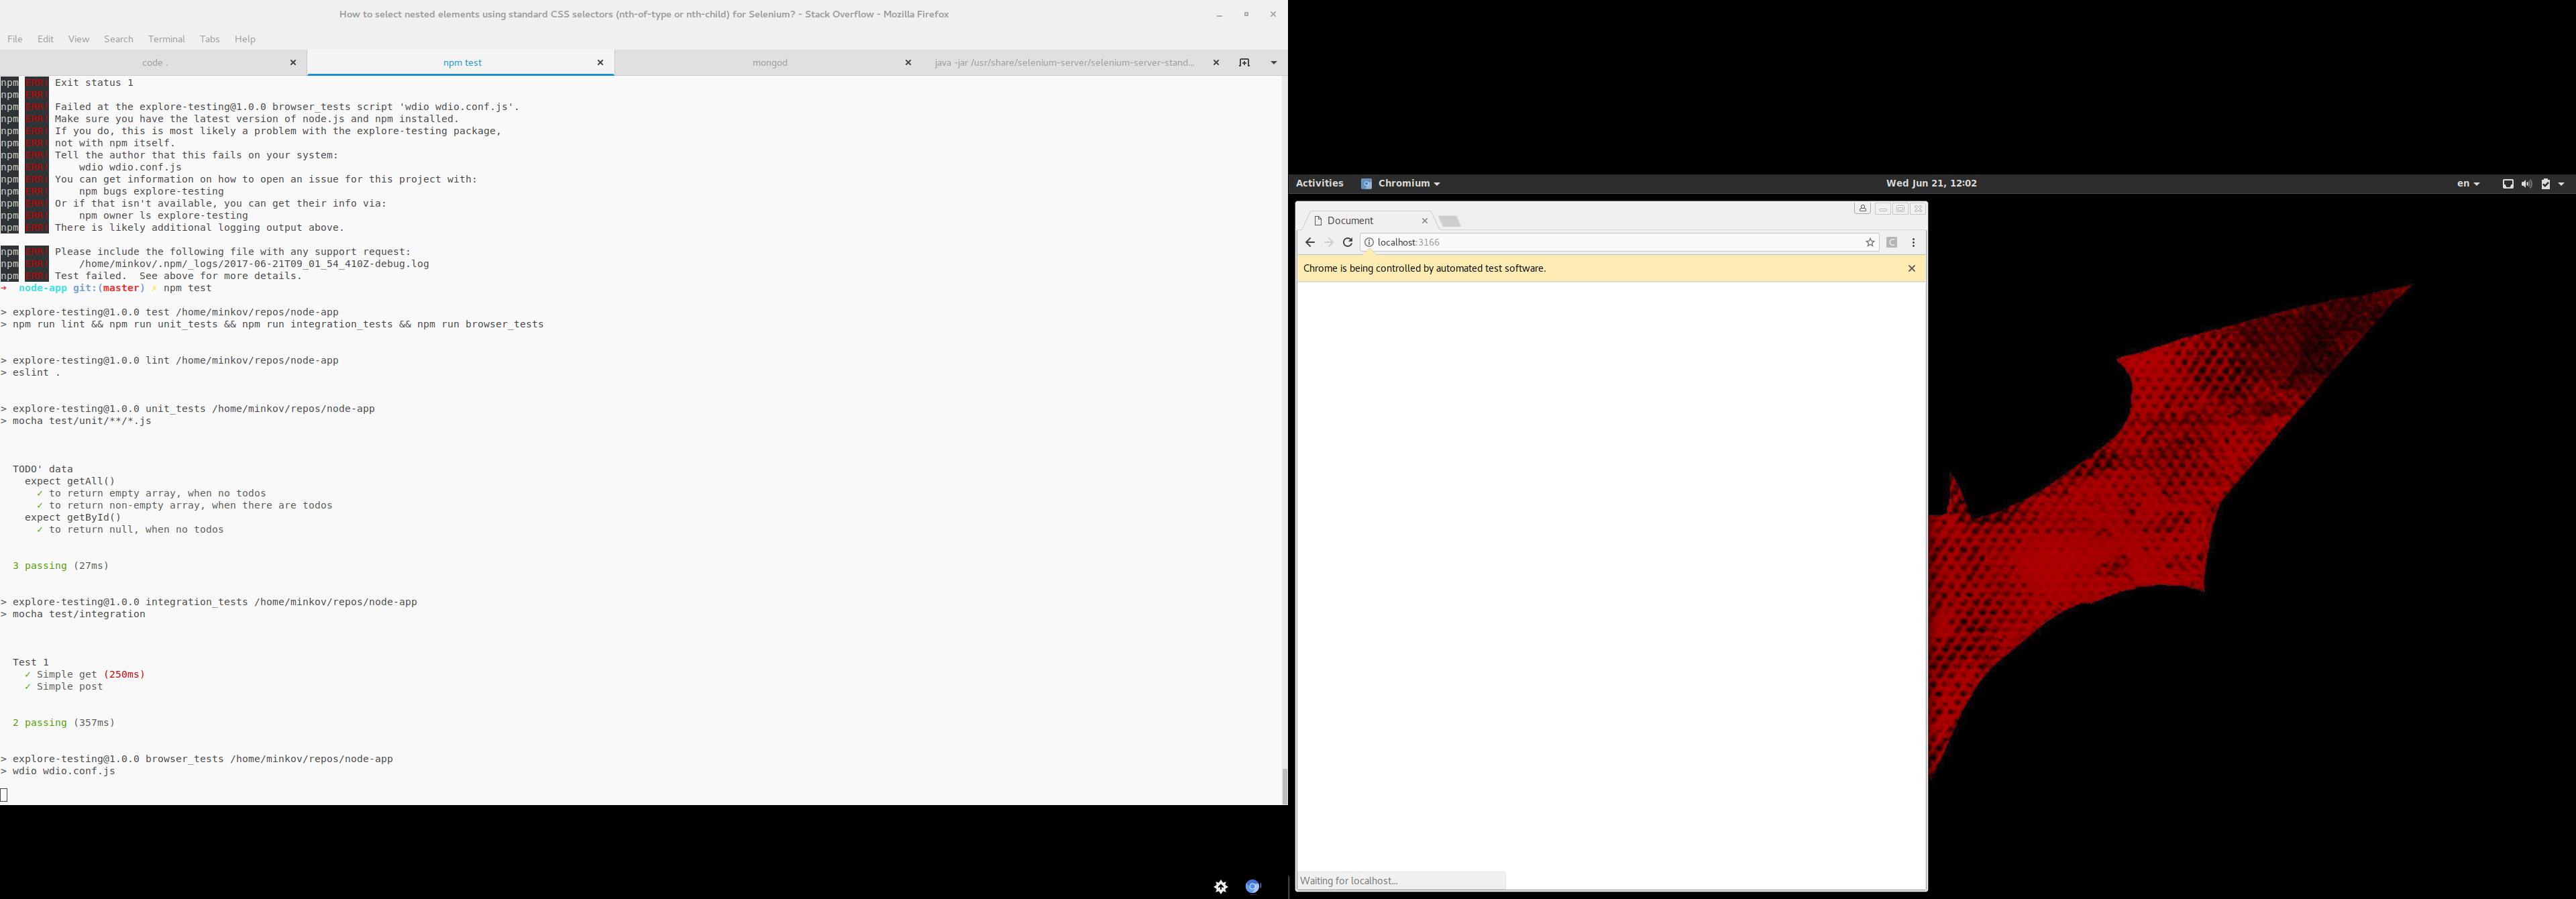 How to select nested elements using standard CSS selectors (nth-of-type or nth-child) for Selenium? - Stack Overflow - Mozilla Firefox
File Edit View Search Terminal Tabs Help
code . npm test mongod java -jar /usr/share/selenium-server/selenium-server-stand...
npm ERR! Exit status 1
npm ERR!
npm ERR! Failed at the explore-testing@1.0.0 browser_tests script 'wdio wdio.conf.js'.
npm ERR! Make sure you have the latest version of node.js and npm installed.
npm ERR! If you do, this is most likely a problem with the explore-testing package,
npm ERR! not with npm itself.
npm ERR! Tell the author that this fails on your system:
npm ERR!     wdio wdio.conf.js
npm ERR! You can get information on how to open an issue for this project with:
npm ERR!     npm bugs explore-testing
npm ERR! Or if that isn't available, you can get their info via:
npm ERR!     npm owner ls explore-testing
npm ERR! There is likely additional logging output above.
npm ERR! Please include the following file with any support request:
npm ERR!     /home/minkov/.npm/_logs/2017-06-21T09_01_54_410Z-debug.log
npm ERR! Test failed.  See above for more details.
➜  node-app git:(master) ✗ npm test
> explore-testing@1.0.0 test /home/minkov/repos/node-app
> npm run lint && npm run unit_tests && npm run integration_tests && npm run browser_tests
> explore-testing@1.0.0 lint /home/minkov/repos/node-app
> eslint .
> explore-testing@1.0.0 unit_tests /home/minkov/repos/node-app
> mocha test/unit/**/*.js
TODO' data
expect getAll()
✓ to return empty array, when no todos
✓ to return non-empty array, when there are todos
expect getById()
✓ to return null, when no todos
3 passing (27ms)
> explore-testing@1.0.0 integration_tests /home/minkov/repos/node-app
> mocha test/integration
Test 1
✓ Simple get (250ms)
✓ Simple post
2 passing (357ms)
> explore-testing@1.0.0 browser_tests /home/minkov/repos/node-app
> wdio wdio.conf.js
Activities Chromium Wed Jun 21, 12:02 en
Document
localhost:3166
Chrome is being controlled by automated test software.
Waiting for localhost...